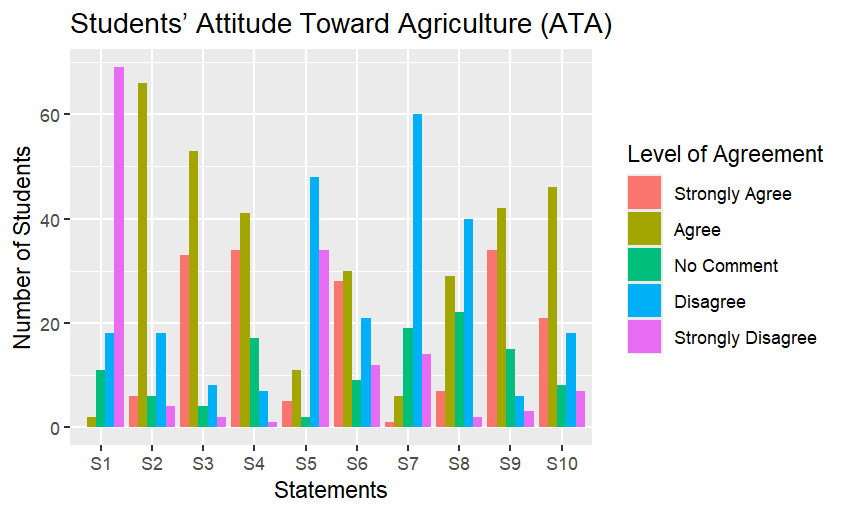 Students’ Attitude Toward Agriculture (ATA)
Number of Students
60
40
20
0
S1 S2 S3 S4 S5 S6 S7 S8 S9 S10
Statements
Level of Agreement
Strongly Agree
Agree
No Comment
Disagree
Strongly Disagree